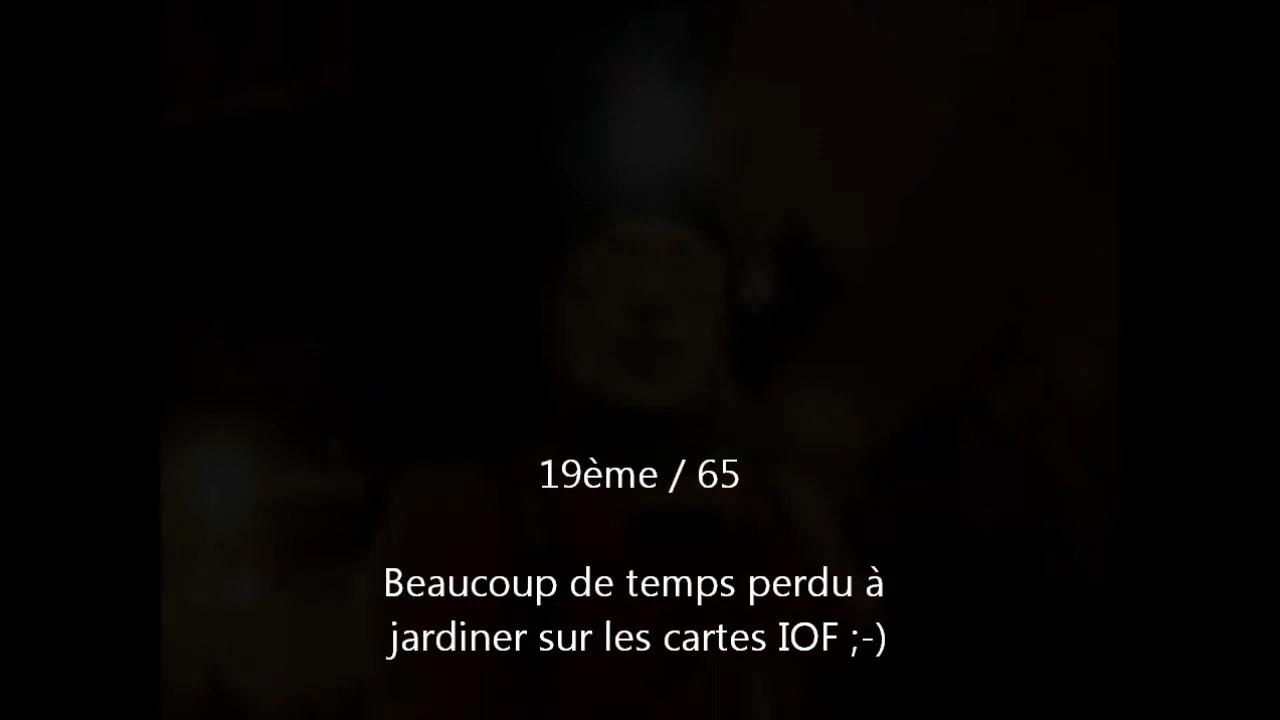 19ème / 65
Beaucoup de temps perdu à
jardiner sur les cartes IOF ;-)